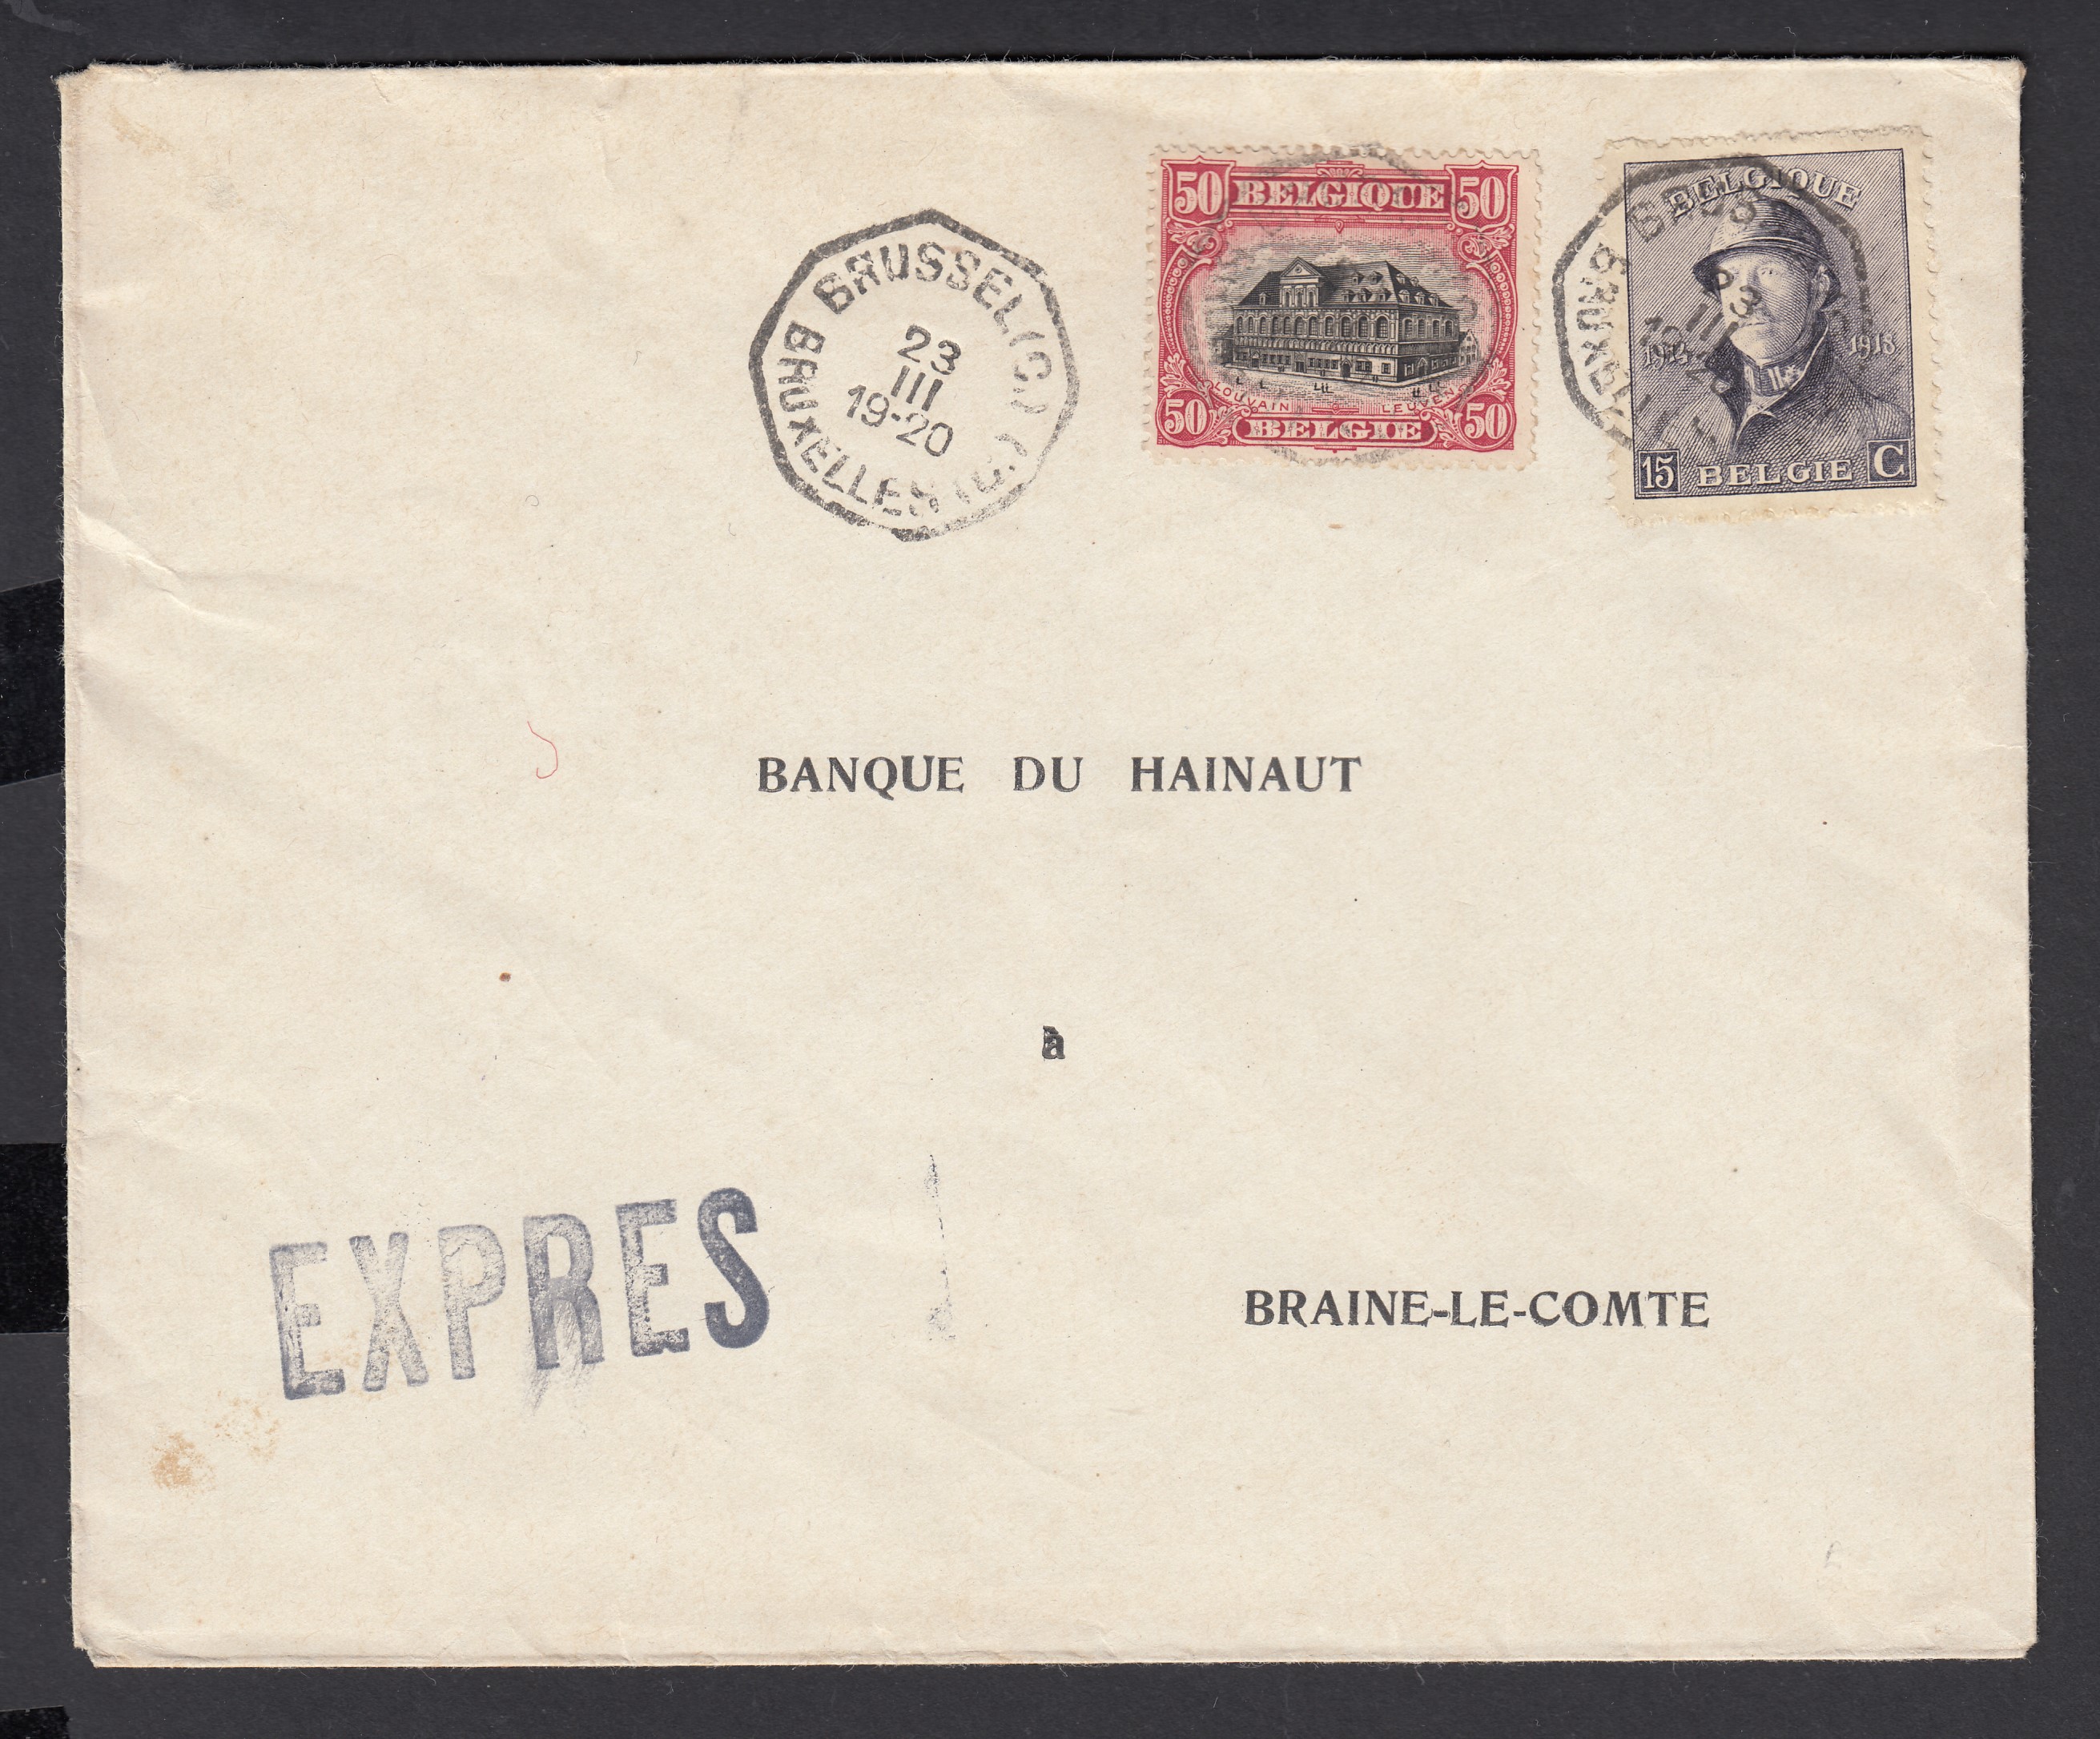 BRUSSEL (C.)
23
III
19-20
BRUXELLES (C.)
50 BELGIQUE 50
LOUVAIN LEUVEN
50 BELGIE 50
BELGIQUE
1914 1918
15 BELGIE C
BANQUE DU HAINAUT
à
BRAINE-LE-COMTE
EXPRES